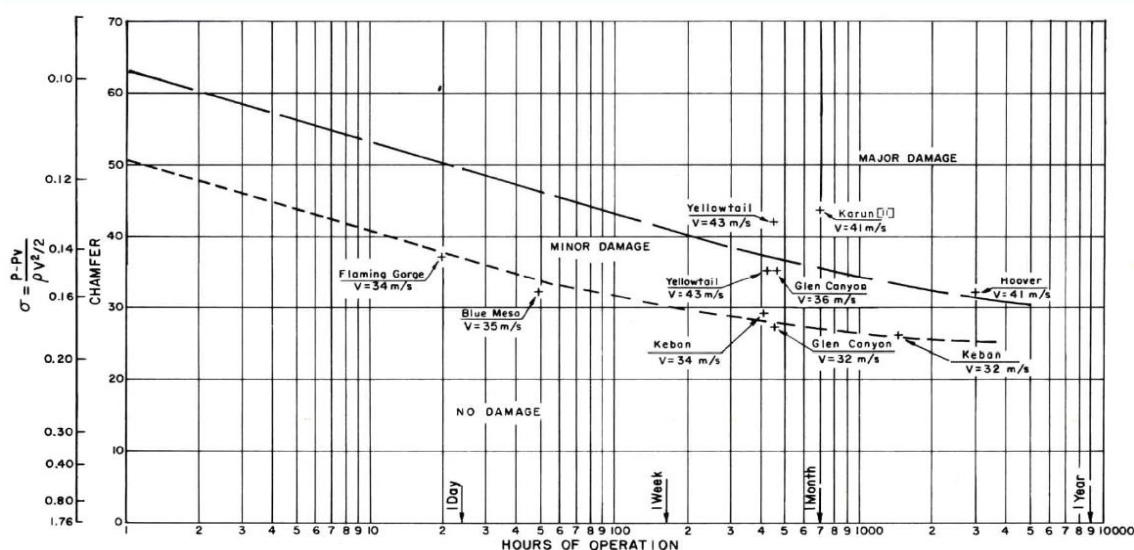 σ = P-Pv / ρV²/2
0.10
0.12
0.14
0.16
0.20
0.30
0.40
0.80
1.76
CHAMFER
70
60
50
40
30
20
10
0
MAJOR DAMAGE
Yellowtail
V=43 m/s
Karun
V=41 m/s
MINOR DAMAGE
Flaming Gorge
V=34 m/s
Yellowtail
V=43 m/s
Glen Canyon
V=36 m/s
Hoover
V=41 m/s
Blue Mesa
V=35 m/s
Keban
V=34 m/s
Glen Canyon
V=32 m/s
Keban
V=32 m/s
NO DAMAGE
1 Day
1 Week
1 Month
1 Year
1 2 3 4 5 6 7 8 9 10 2 3 4 5 6 7 8 9 100 2 3 4 5 6 7 8 9 1000 2 3 4 5 6 7 8 9 10000
HOURS OF OPERATION